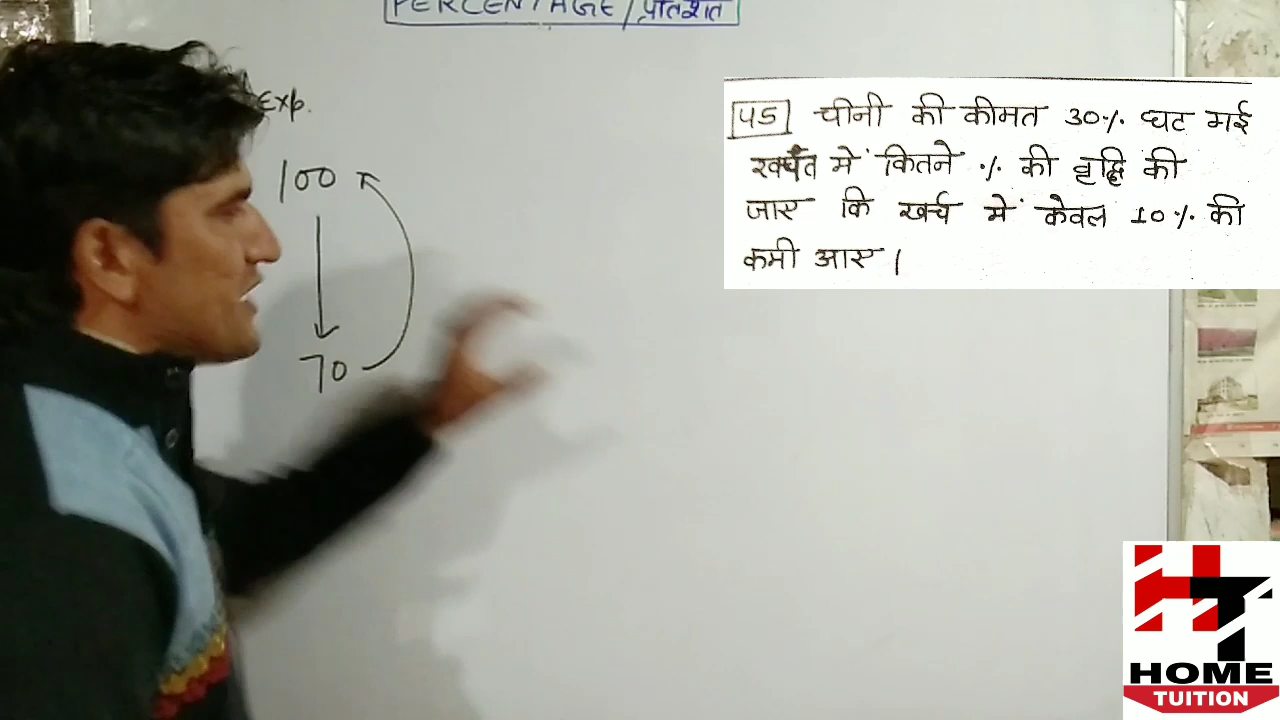 PERCENTAGE/प्रतिशत
Exp.
100
70
45 चीनी की कीमत 30% घट गई
खपत में कितने % की वृद्धि की
जाए कि खर्च में केवल 10% की
कमी आए ।
HT
HOME
TUITION